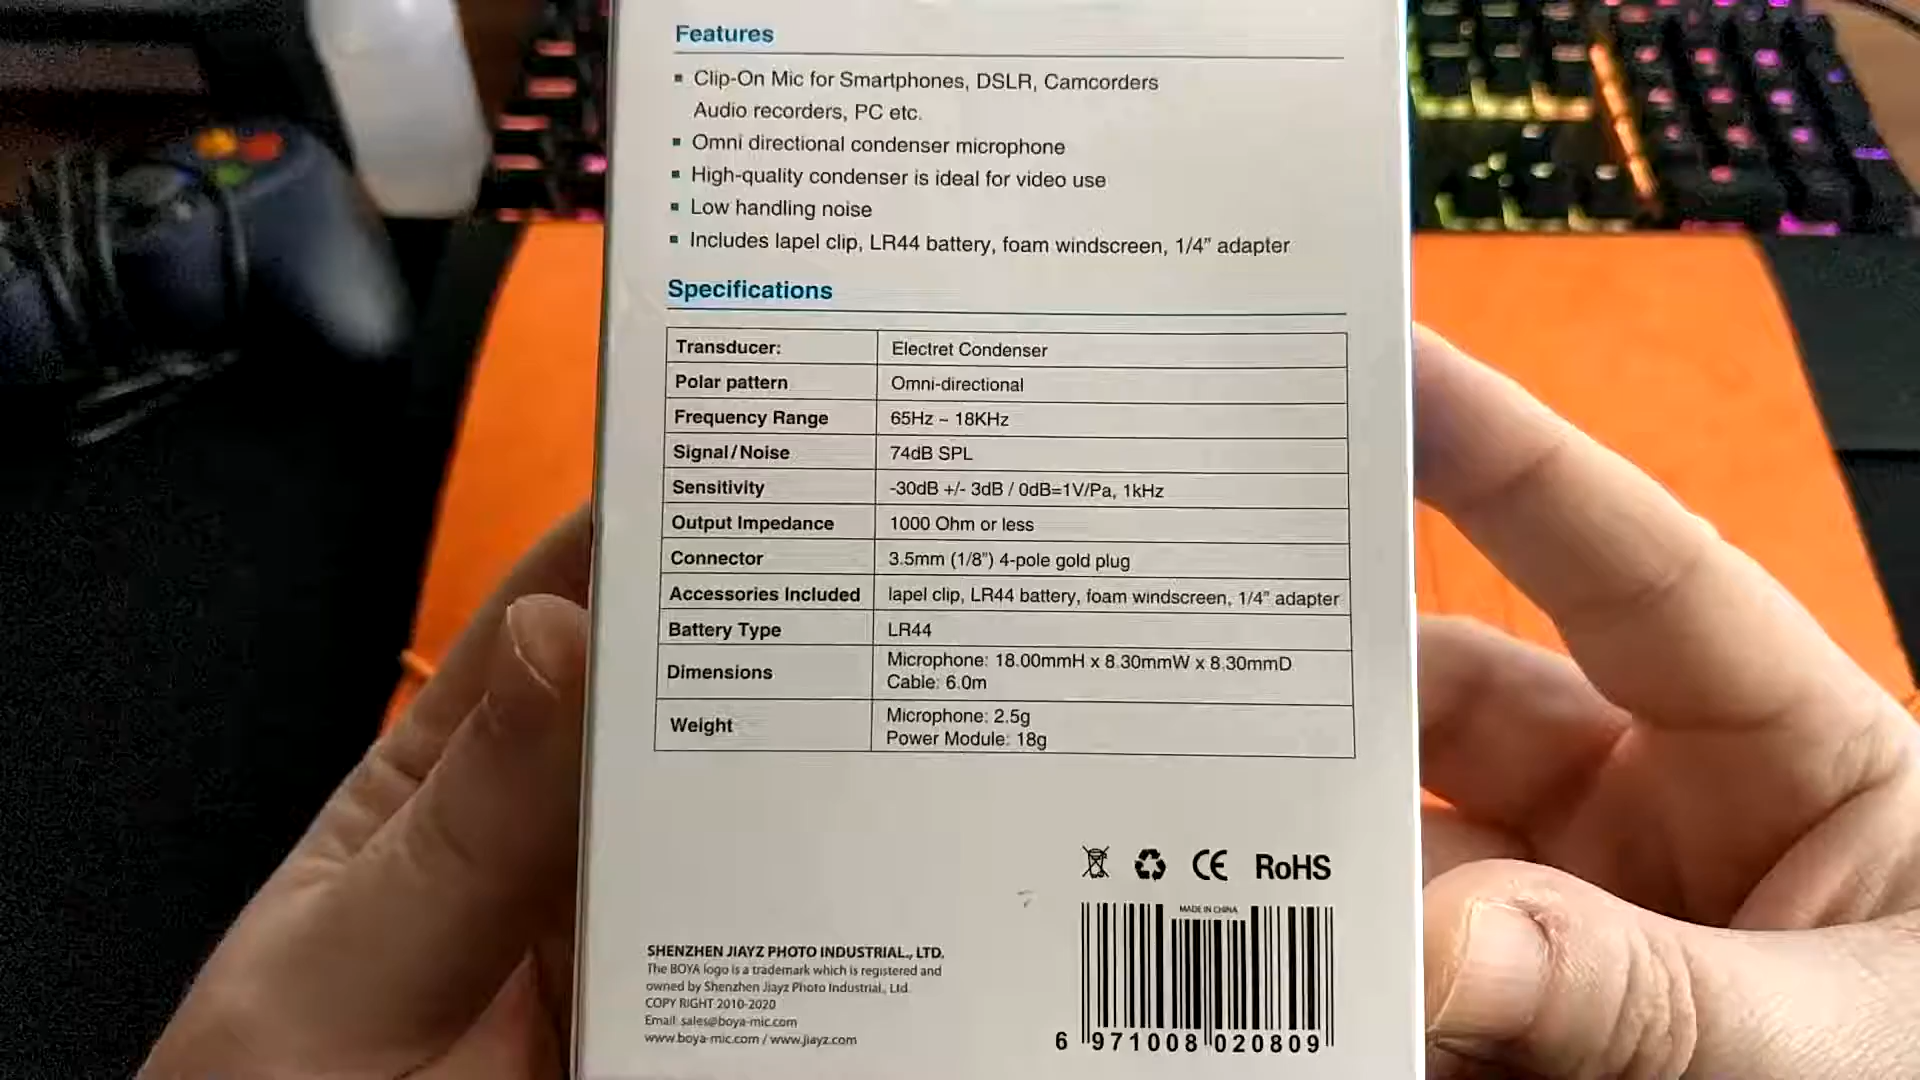 Features
Clip-On Mic for Smartphones, DSLR, Camcorders
Audio recorders, PC etc.
Omni directional condenser microphone
High-quality condenser is ideal for video use
Low handling noise
Includes lapel clip, LR44 battery, foam windscreen, 1/4” adapter
Specifications
Transducer: Electret Condenser
Polar pattern Omni-directional
Frequency Range 65Hz ~ 18KHz
Signal/Noise 74dB SPL
Sensitivity -30dB +/- 3dB / 0dB=1V/Pa, 1kHz
Output Impedance 1000 Ohm or less
Connector 3.5mm (1/8”) 4-pole gold plug
Accessories Included lapel clip, LR44 battery, foam windscreen, 1/4” adapter
Battery Type LR44
Dimensions Microphone: 18.00mmH x 8.30mmW x 8.30mmD
Cable: 6.0m
Weight Microphone: 2.5g
Power Module: 18g
CE RoHS
MADE IN CHINA
SHENZHEN JIAYZ PHOTO INDUSTRIAL., LTD.
The BOYA logo is a trademark which is registered and
owned by Shenzhen Jiayz Photo Industrial., Ltd.
COPY RIGHT 2010-2020
Email: sales@boya-mic.com
www.boya-mic.com / www.jiayz.com
6 971008 020809